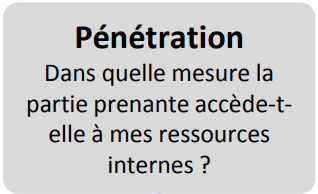 Pénétration
Dans quelle mesure la
partie prenante accède-t-
elle à mes ressources
internes ?